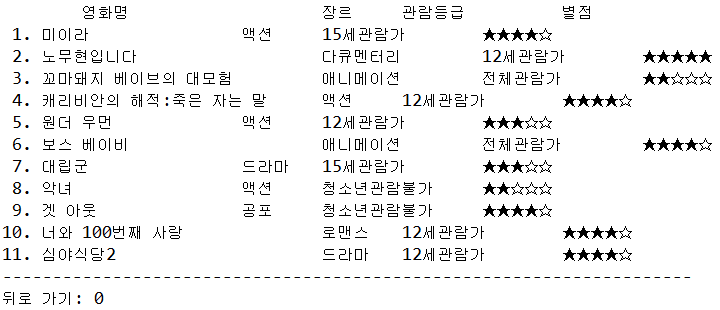 영화명 장르 관람등급 별점
1. 미이라 액션 15세관람가 ★★★★☆
2. 노무현입니다 다큐멘터리 12세관람가 ★★★★★
3. 꼬마돼지 베이브의 대모험 애니메이션 전체관람가 ★★☆☆☆
4. 캐리비안의 해적:죽은 자는 말 액션 12세관람가 ★★★★☆
5. 원더 우먼 액션 12세관람가 ★★★☆☆
6. 보스 베이비 애니메이션 전체관람가 ★★★★☆
7. 대립군 드라마 15세관람가 ★★★☆☆
8. 악녀 액션 청소년관람불가 ★★☆☆☆
9. 겟 아웃 공포 청소년관람불가 ★★★★☆
10. 너와 100번째 사랑 로맨스 12세관람가 ★★★★☆
11. 심야식당2 드라마 12세관람가 ★★★★☆
--------------------------------------------------------------------------------------
뒤로 가기: 0